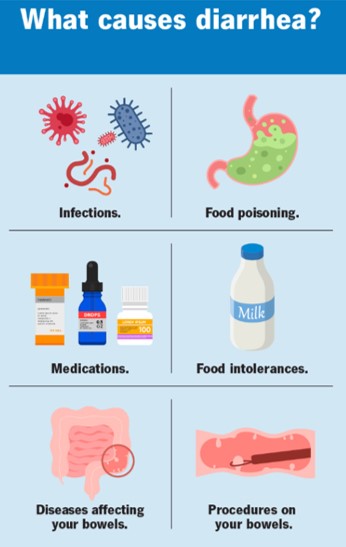 What causes diarrhea?
Infections.
Food poisoning.
DROPS
100
Milk
Medications.
Food intolerances.
Diseases affecting
your bowels.
Procedures on
your bowels.